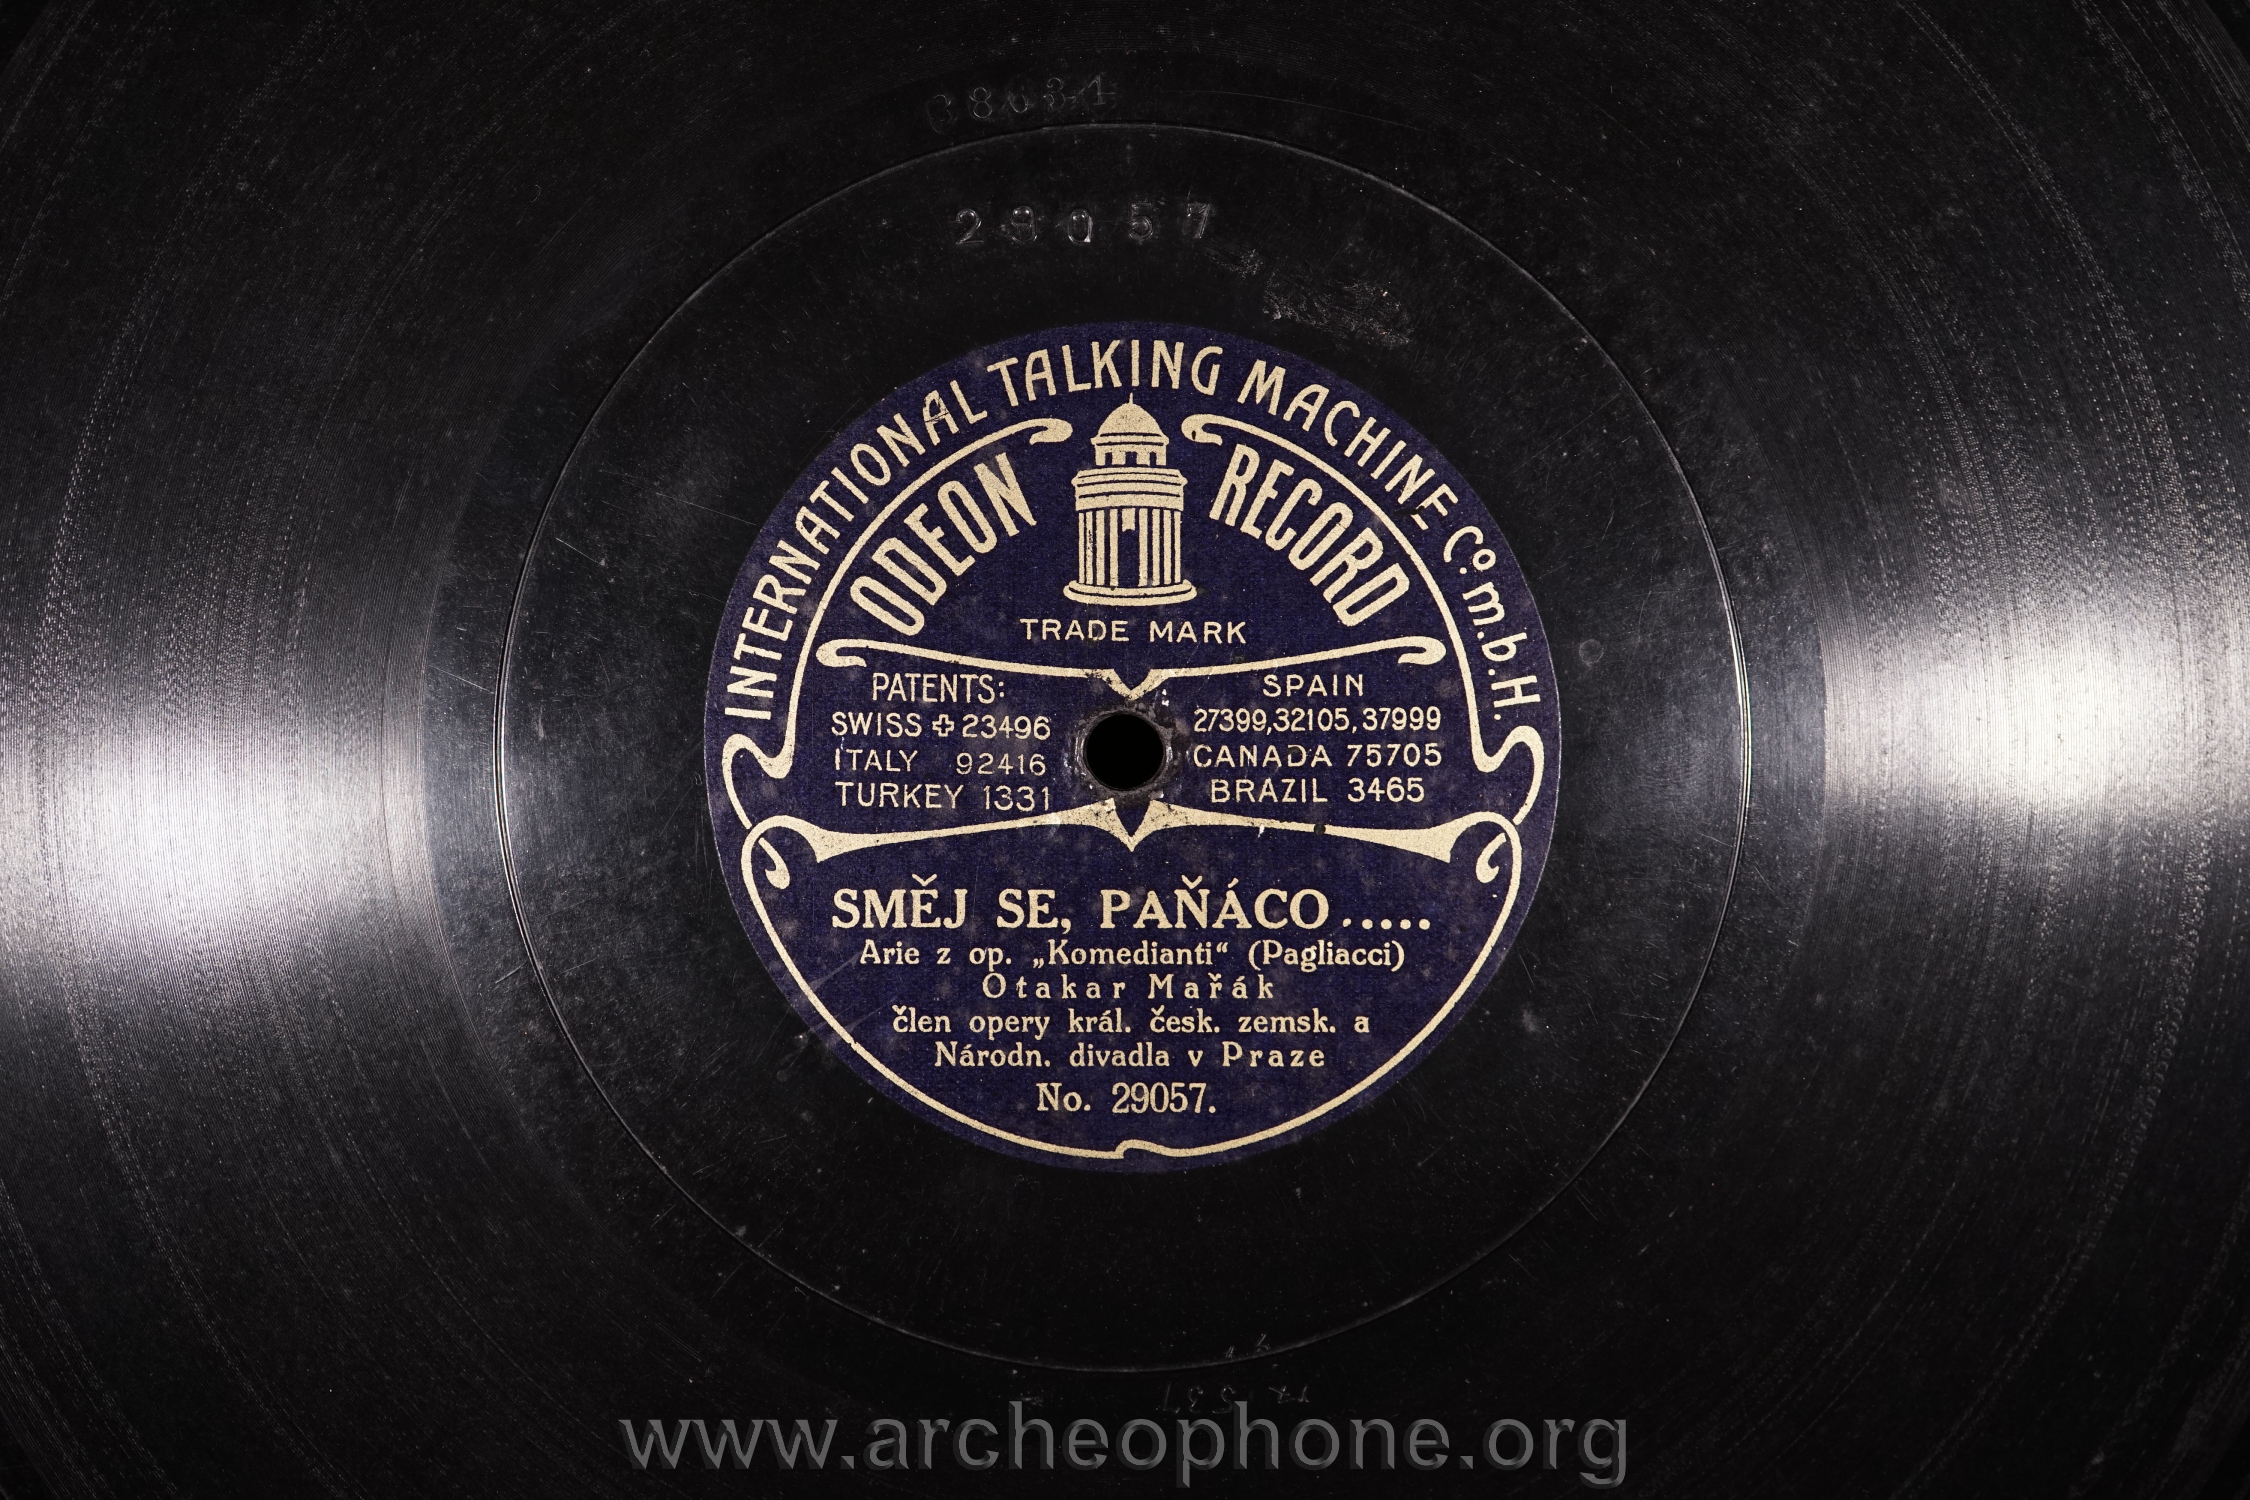 29057
INTERNATIONAL TALKING MACHINE Co. m.b.H.
ODEON RECORD
TRADE MARK
PATENTS:
SWISS ✚ 23496
ITALY 92416
TURKEY 1331
SPAIN
27399,32105,37999
CANADA 75705
BRAZIL 3465
SMĚJ SE, PAŇÁCO.....
Arie z op. „Komedianti“ (Pagliacci)
Otakar Mařák
člen opery král. česk. zemsk. a
Národn. divadla v Praze
No. 29057.
www.archeophone.org